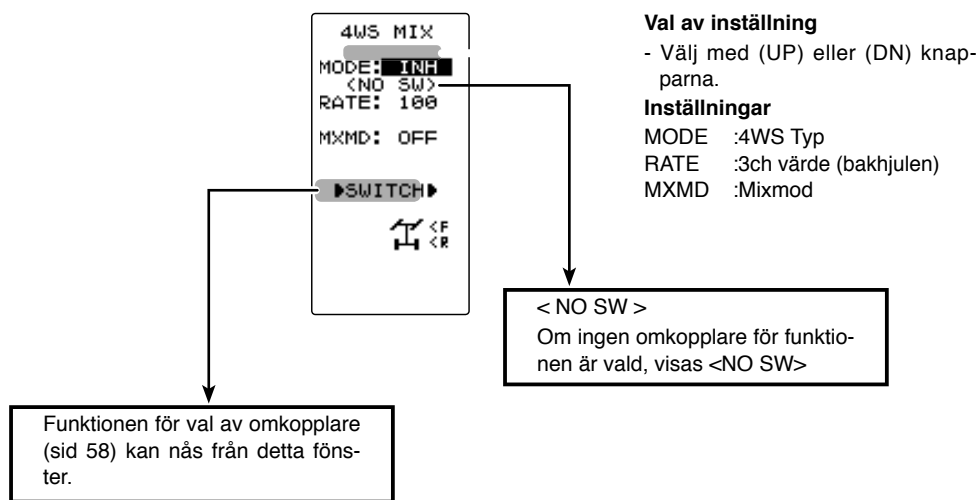 4WS MIX
MODE: INH
<NO SW>
RATE: 100
MXMD: OFF
▶SWITCH▶
<F
<R
Val av inställning
- Välj med (UP) eller (DN) knap-
parna.
Inställningar
MODE :4WS Typ
RATE :3ch värde (bakhjulen)
MXMD :Mixmod
< NO SW >
Om ingen omkopplare för funktio-
nen är vald, visas <NO SW>
Funktionen för val av omkopplare
(sid 58) kan nås från detta föns-
ter.